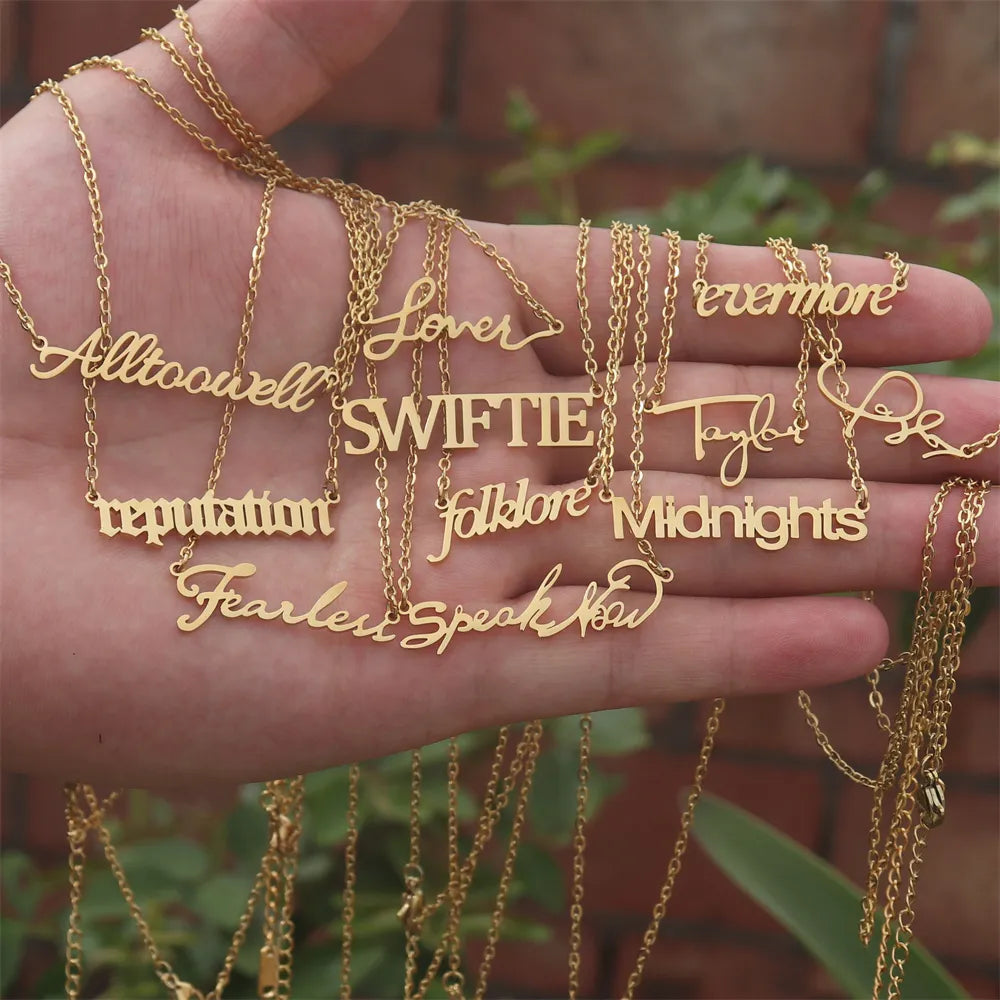 evermore
Lover
Alltoowell
SWIFTIE
Taylor
reputation
folklore
Midnights
Fearless
SpeakNow